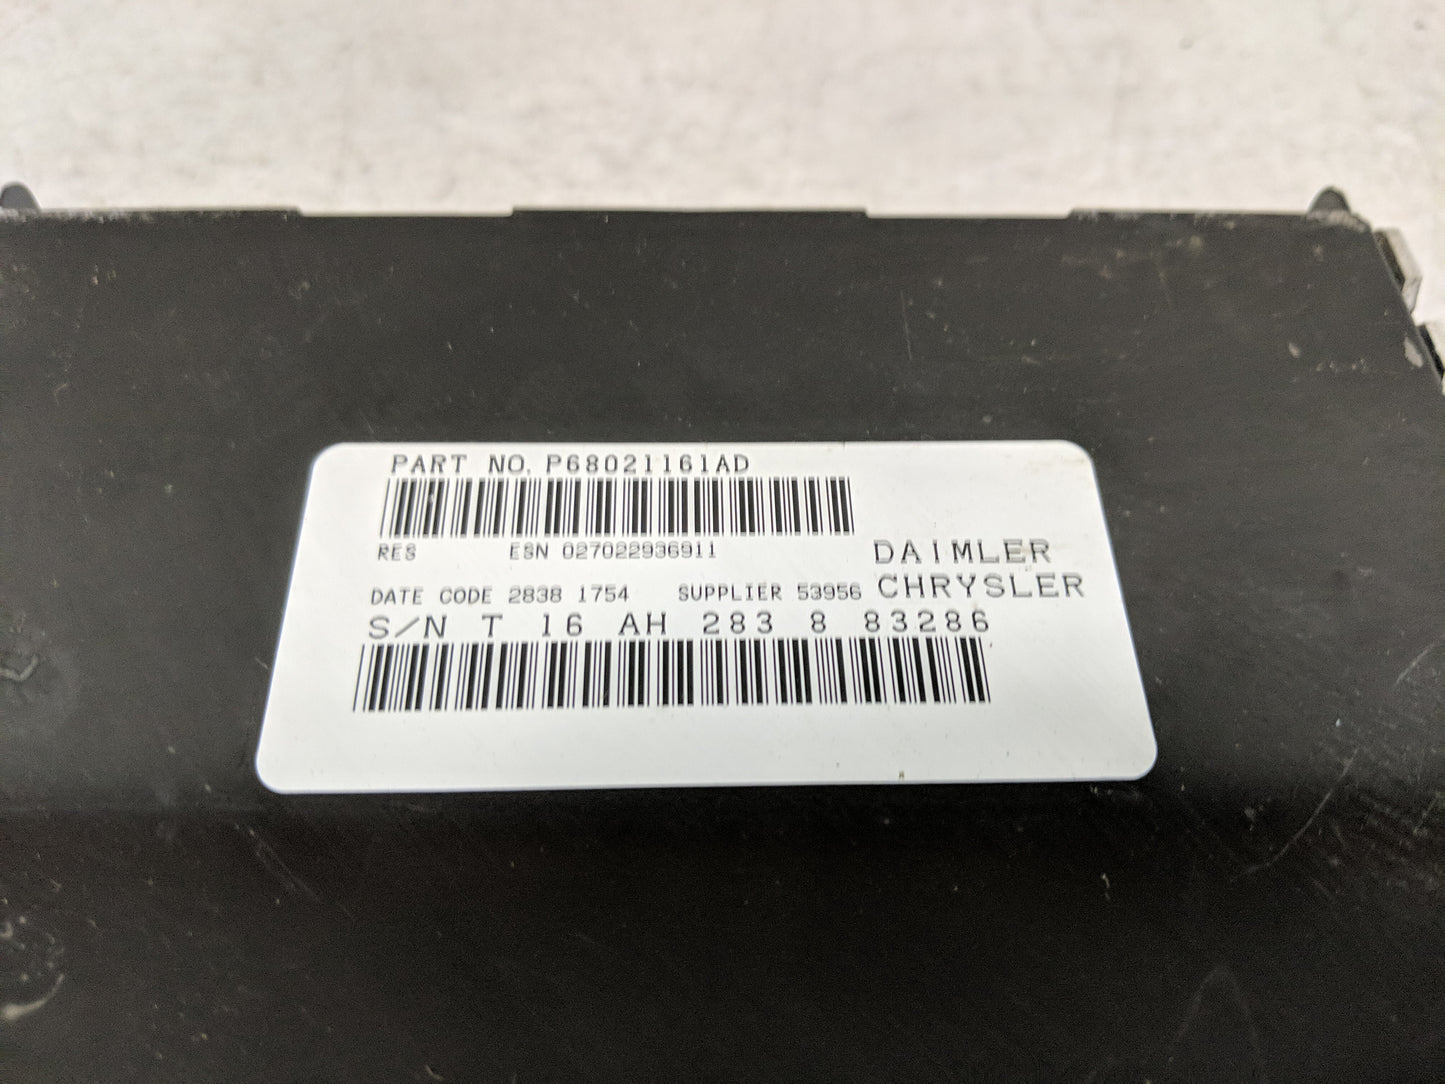 PART NO. P68021161AD
RES ESN 027022936911
DAIMLER
CHRYSLER
DATE CODE 2838 1754 SUPPLIER 53956
S/N T 16 AH 283 8 83286